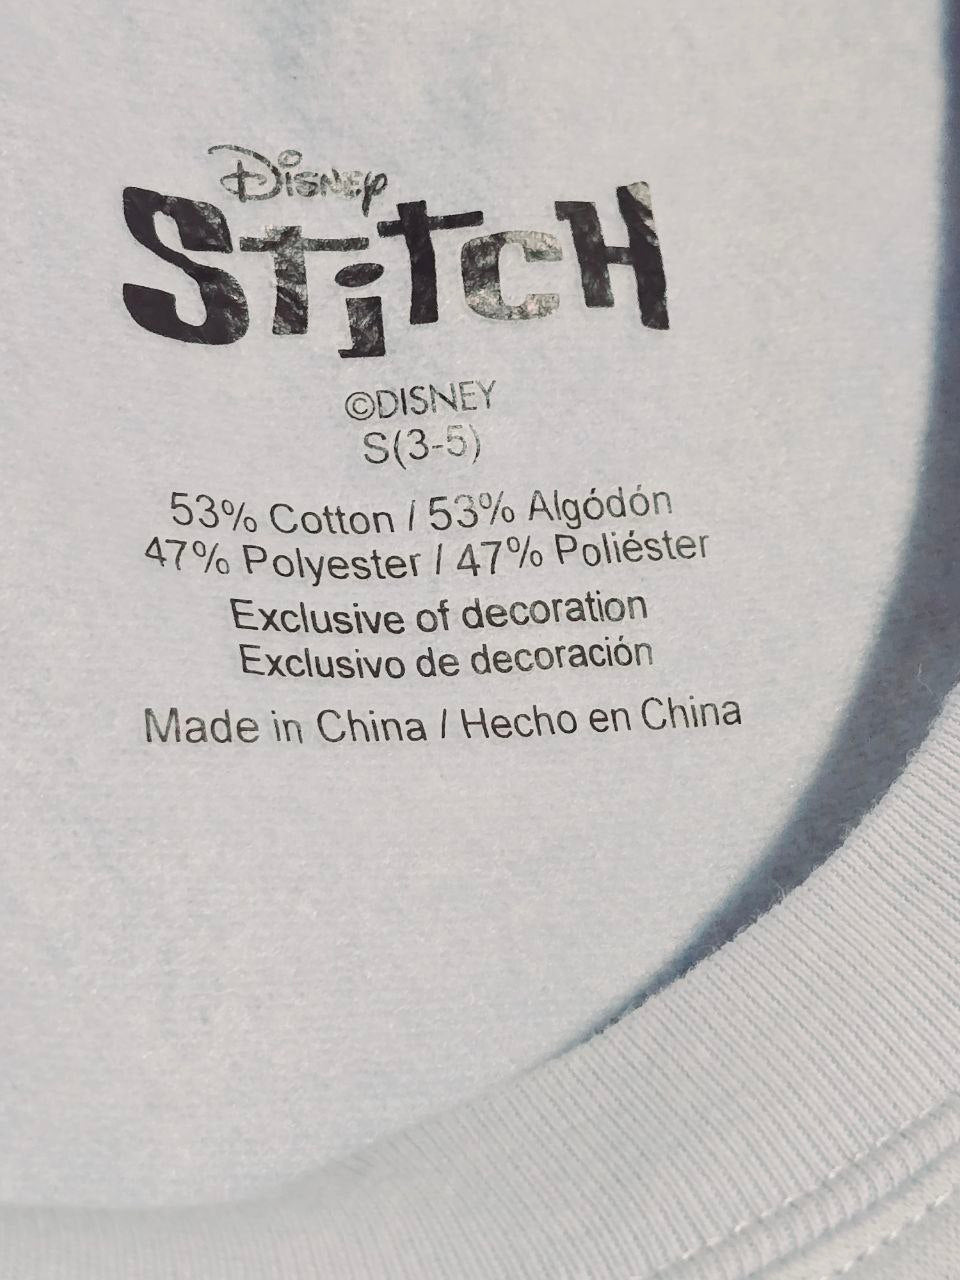 Disney
Stitch
©DISNEY
S(3-5)
53% Cotton / 53% Algódón
47% Polyester / 47% Poliéster
Exclusive of decoration
Exclusivo de decoración
Made in China / Hecho en China